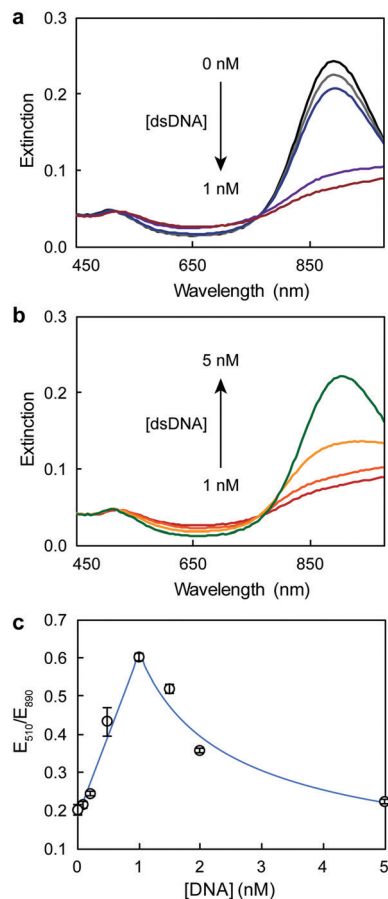 a
0.3
0.2
0.1
0.0
Extinction
0 nM
[dsDNA]
1 nM
450
650
850
Wavelength (nm)
b
0.3
0.2
0.1
0.0
Extinction
5 nM
[dsDNA]
1 nM
450
650
850
Wavelength (nm)
c
0.7
0.6
0.5
0.4
0.3
0.2
0.1
E510/E890
0
1
2
3
4
5
[DNA] (nM)